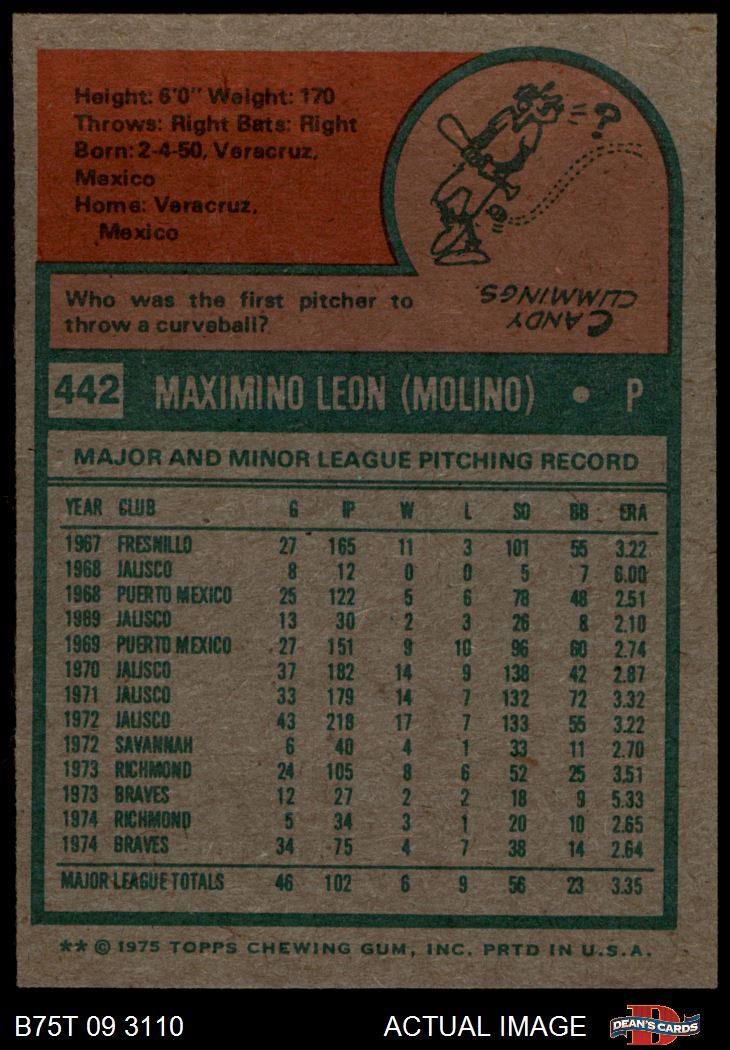 Height: 6'0" Weight: 170
Throws: Right Bats: Right
Born: 2-4-50, Veracruz,
Mexico
Home: Veracruz,
Mexico
?
Who was the first pitcher to
throw a curveball?
CANDY
CUMMINGS.
442 MAXIMINO LEON (MOLINO) • P
MAJOR AND MINOR LEAGUE PITCHING RECORD
YEAR CLUB G IP W L SO BB ERA
1967 FRESNILLO 27 165 11 3 101 55 3.22
1968 JALISCO 8 12 0 0 5 7 6.00
1968 PUERTO MEXICO 25 122 5 6 78 48 2.51
1969 JALISCO 13 30 2 3 26 8 2.10
1969 PUERTO MEXICO 27 151 9 10 96 60 2.74
1970 JALISCO 37 182 14 9 138 42 2.87
1971 JALISCO 33 179 14 7 132 72 3.32
1972 JALISCO 43 218 17 7 133 55 3.22
1972 SAVANNAH 6 40 4 1 33 11 2.70
1973 RICHMOND 24 105 8 6 52 25 3.51
1973 BRAVES 12 27 2 2 18 9 5.33
1974 RICHMOND 5 34 3 1 20 10 2.65
1974 BRAVES 34 75 4 7 38 14 2.64
MAJOR LEAGUE TOTALS 46 102 6 9 56 23 3.35
** © 1975 TOPPS CHEWING GUM, INC. PRTD IN U.S.A.
B75T 09 3110 ACTUAL IMAGE DEAN'S CARDS